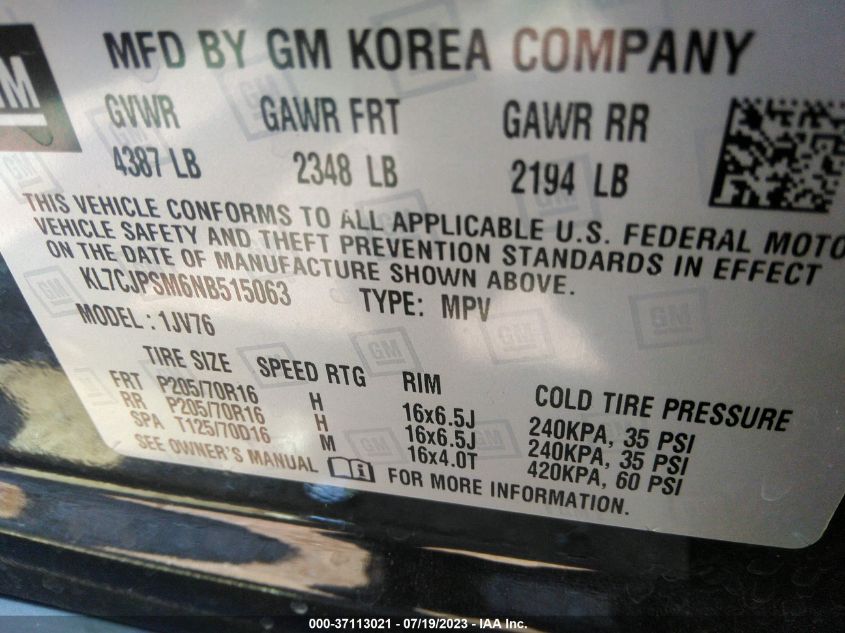 GM
MFD BY GM KOREA COMPANY
GVWR GAWR FRT GAWR RR
4387 LB 2348 LB 2194 LB
THIS VEHICLE CONFORMS TO ALL APPLICABLE U.S. FEDERAL MOTO
VEHICLE SAFETY AND THEFT PREVENTION STANDARDS IN EFFECT
ON THE DATE OF MANUFACTURE SHOWN ABOVE.
KL7CJPSM6NB515063 TYPE: MPV
MODEL : 1JV76
TIRE SIZE SPEED RTG RIM COLD TIRE PRESSURE
FRT P205/70R16 H 16x6.5J 240KPA, 35 PSI
RR P205/70R16 H 16x6.5J 240KPA, 35 PSI
SPA T125/70D16 M 16x4.0T 420KPA, 60 PSI
SEE OWNER'S MANUAL FOR MORE INFORMATION.
000-37113021 - 07/19/2023 - IAA Inc.